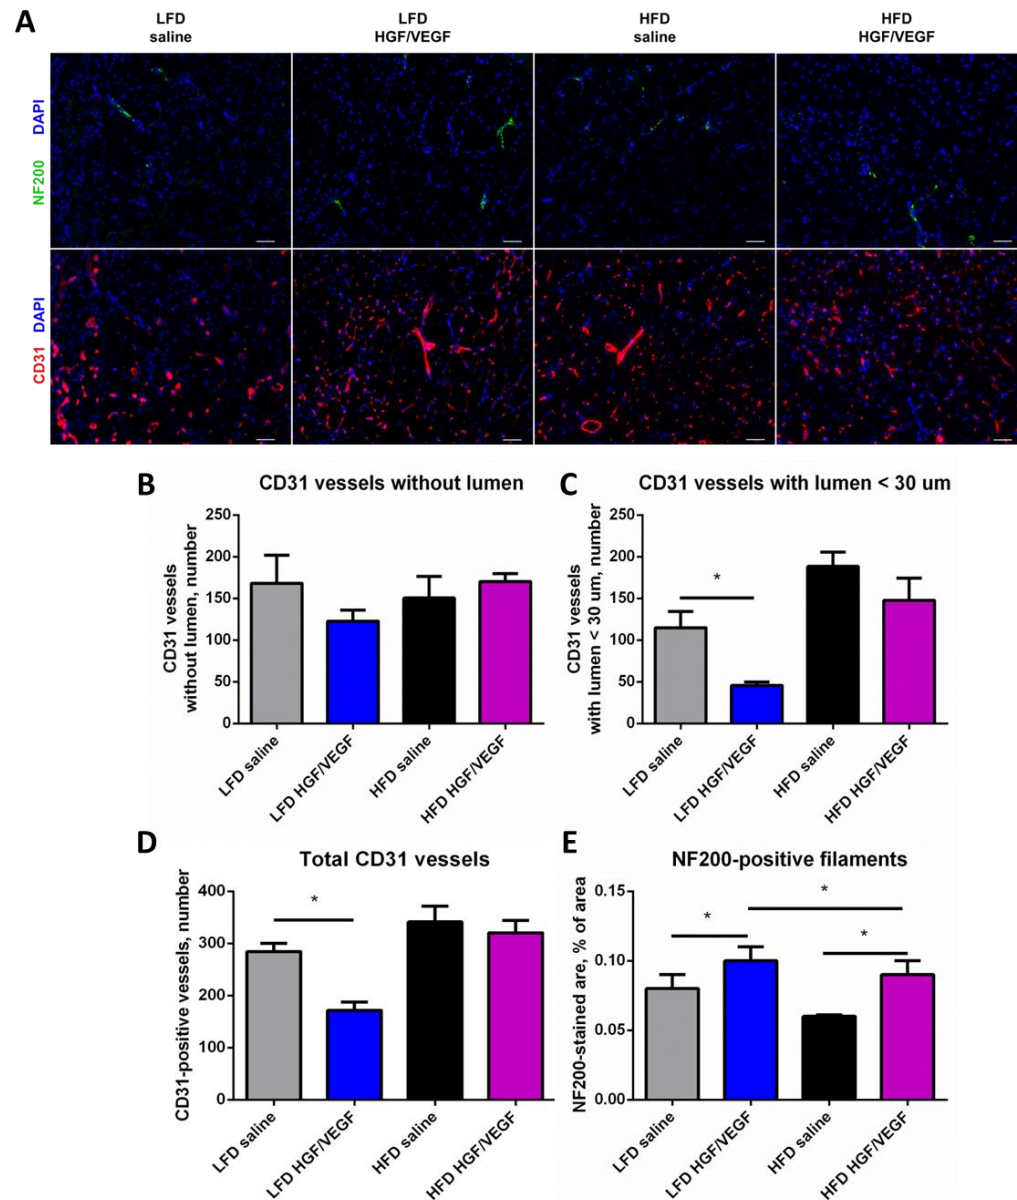 A
LFD
saline
LFD
HGF/VEGF
HFD
saline
HFD
HGF/VEGF
NF200 DAPI
CD31 DAPI
B
CD31 vessels without lumen
CD31 vessels
without lumen, number
250
200
150
100
50
0
LFD saline
LFD HGF/VEGF
HFD saline
HFD HGF/VEGF
C
CD31 vessels with lumen < 30 um
CD31 vessels
with lumen < 30 um, number
250
200
150
100
50
0
*
LFD saline
LFD HGF/VEGF
HFD saline
HFD HGF/VEGF
D
Total CD31 vessels
CD31-positive vessels, number
400
300
200
100
0
*
LFD saline
LFD HGF/VEGF
HFD saline
HFD HGF/VEGF
E
NF200-positive filaments
NF200-stained are, % of area
0.15
0.10
0.05
0.00
*
*
*
LFD saline
LFD HGF/VEGF
HFD saline
HFD HGF/VEGF